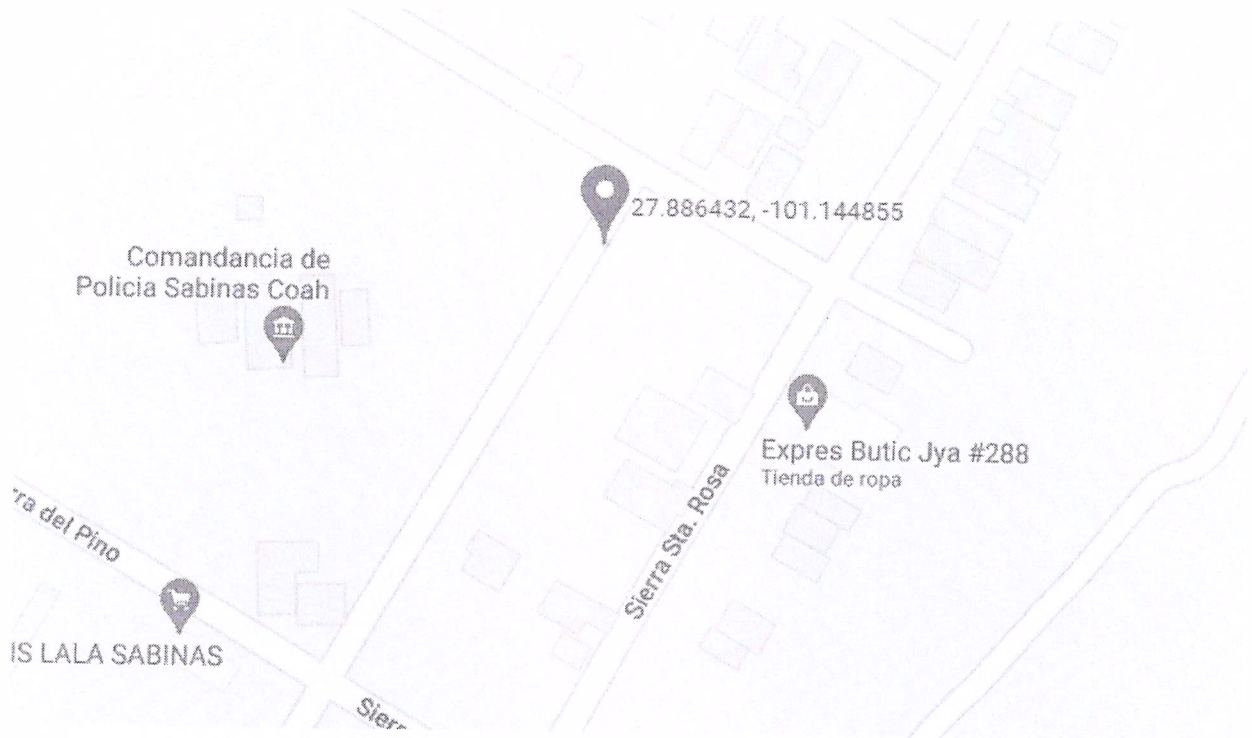 27.886432, -101.144855
Comandancia de
Policia Sabinas Coah
Expres Butic Jya #288
Tienda de ropa
rra del Pino
Sierra Sta. Rosa
IS LALA SABINAS
Sierr